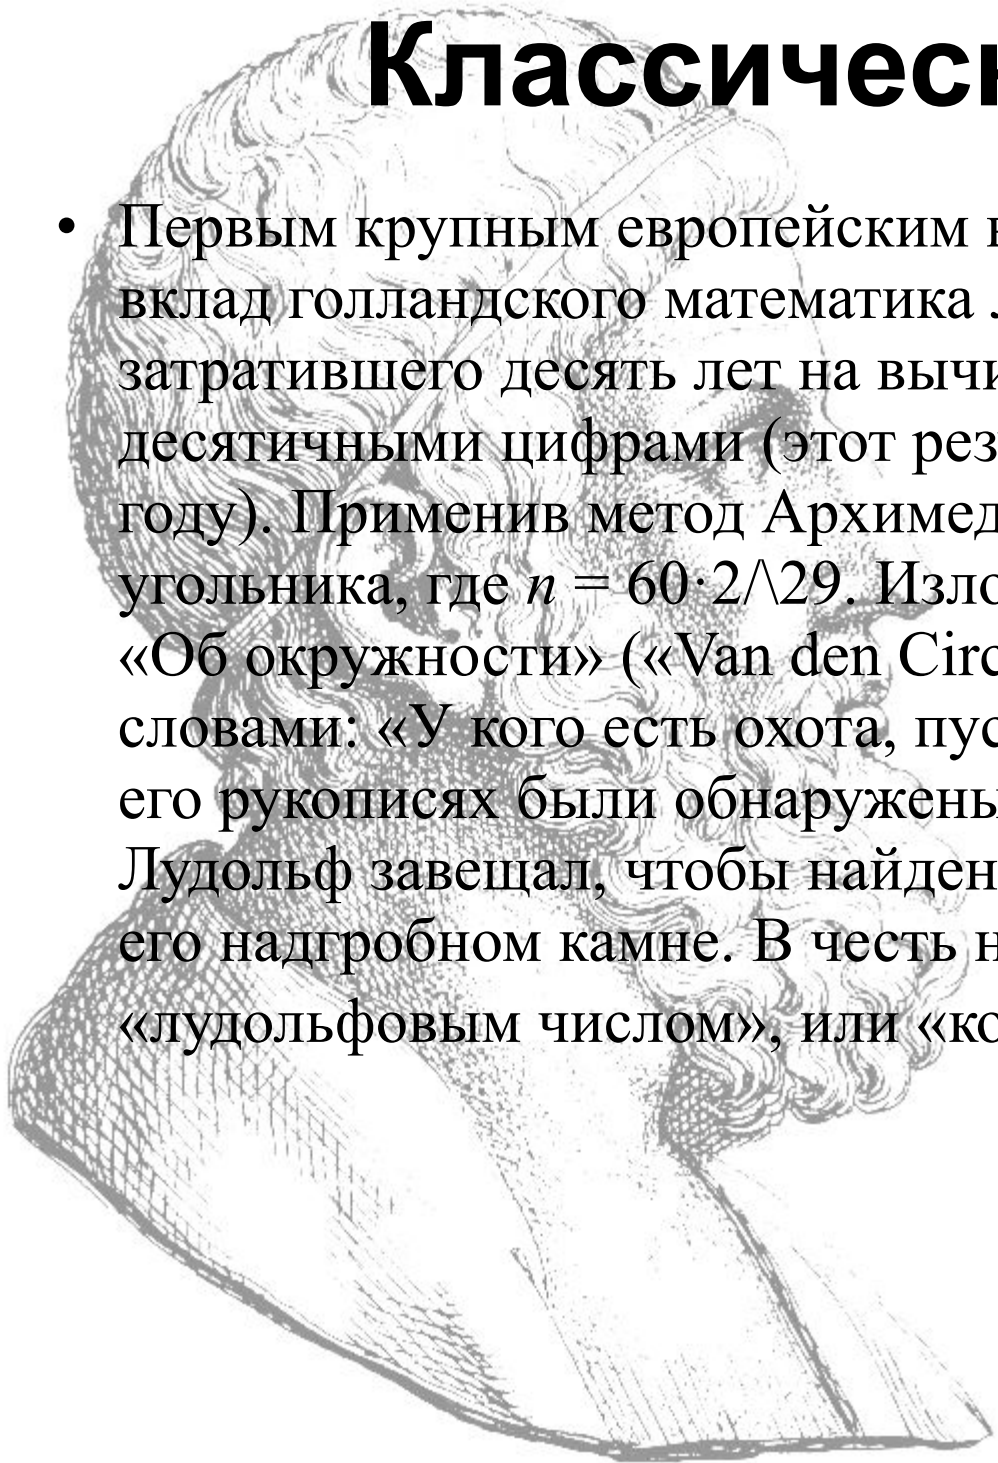 Классичес
• Первым крупным европейским
вклад голландского математика
затратившего десять лет на вычи
десятичными цифрами (этот рез
году). Применив метод Архимед
угольника, где n = 60·2/\29. Изло
«Об окружности» («Van den Circ
словами: «У кого есть охота, пус
его рукописях были обнаружены
Лудольф завещал, чтобы найден
его надгробном камне. В честь н
«лудольфовым числом», или «ко